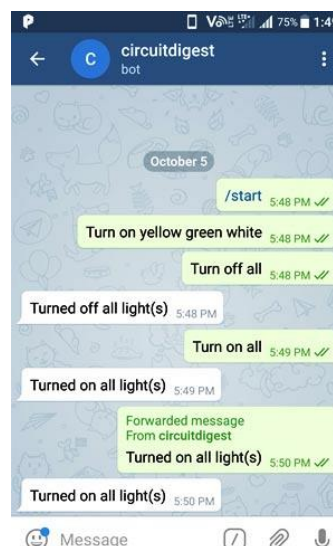 75% 1:49
C
circuitdigest
bot
October 5
/start 5:48 PM
Turn on yellow green white 5:48 PM
Turn off all 5:48 PM
Turned off all light(s) 5:48 PM
Turn on all 5:49 PM
Turned on all light(s) 5:49 PM
Forwarded message
From circuitdigest
Turned on all light(s) 5:50 PM
Turned on all light(s) 5:50 PM
Message